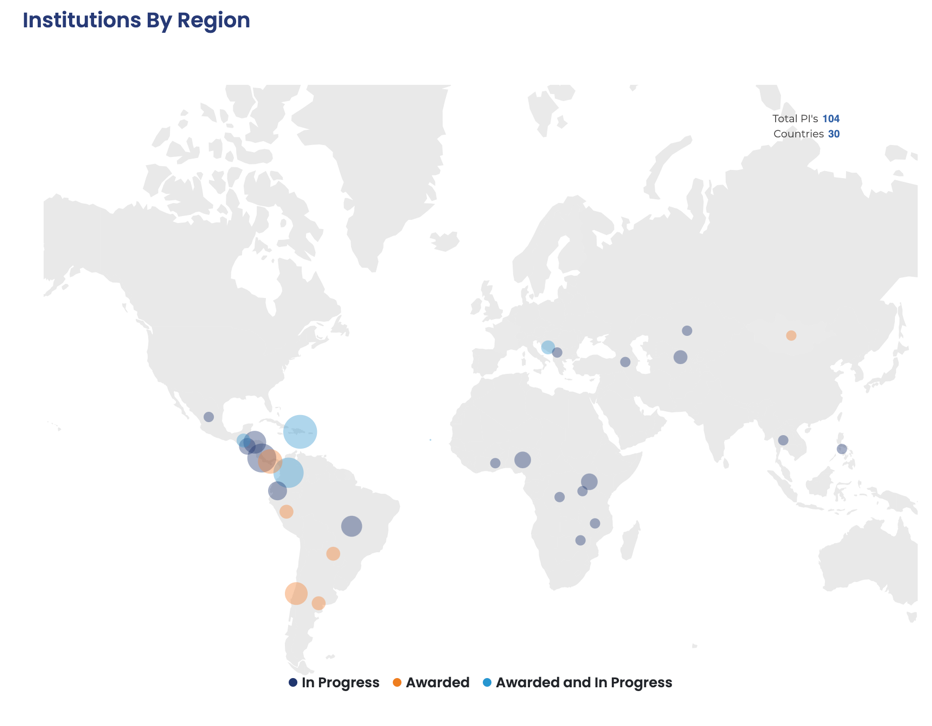 Institutions By Region
Total PI's 104
Countries 30
In Progress Awarded Awarded and In Progress